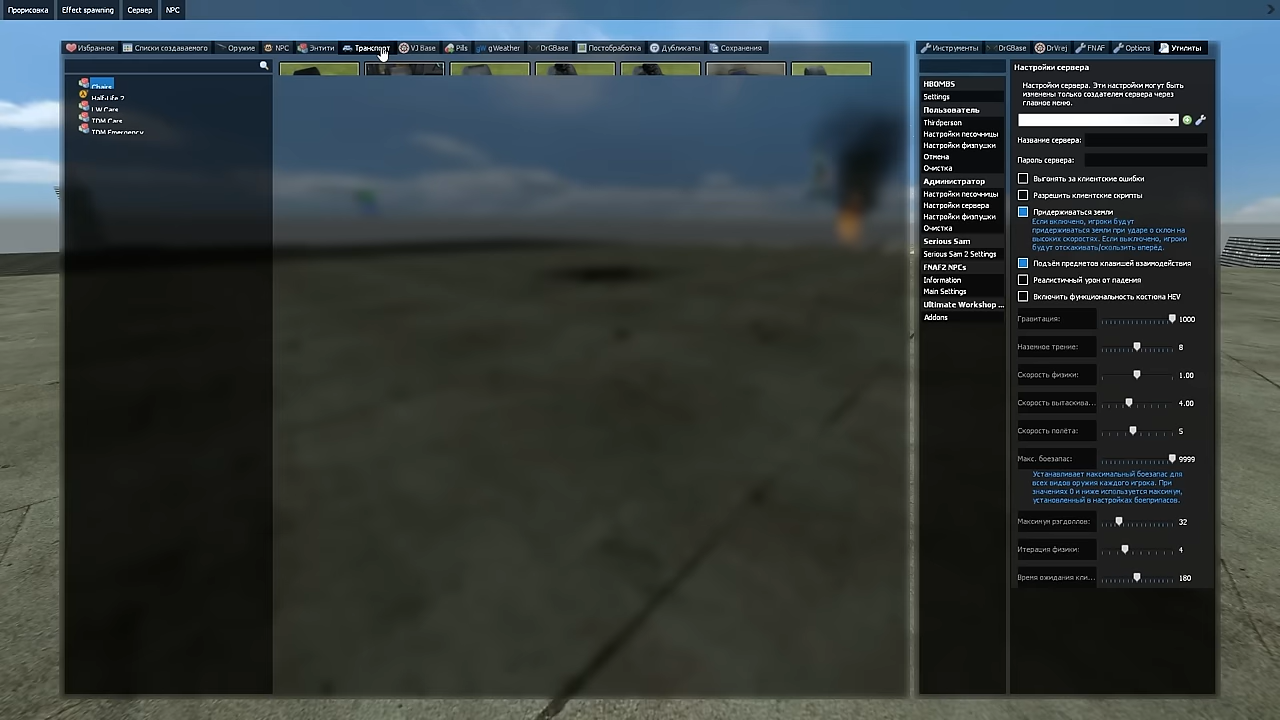 Прорисовка
Effect spawning
Сервер
NPC
Избранное
Списки создаваемого
Оружие
NPC
Энтити
Транспорт
VJ Base
Pills
gWeather
DrGBase
Постобработка
Дубликаты
Сохранения
Chairs
Half-Life 2
LW Cars
TDM Cars
TDM Emergency
Инструменты
DrGBase
DrVrej
FNAF
Options
Утилиты
HBOMBS
Settings
Пользователь
Thirdperson
Настройки песочницы
Настройки физпушки
Отмена
Очистка
Администратор
Настройки песочницы
Настройки сервера
Настройки физпушки
Очистка
Serious Sam
Serious Sam 2 Settings
FNAF2 NPCs
Information
Main Settings
Ultimate Workshop ...
Addons
Настройки сервера
Настройки сервера. Эти настройки могут быть
изменены только создателем сервера через
главное меню.
Название сервера:
Пароль сервера:
Выгонять за клиентские ошибки
Разрешить клиентские скрипты
Придерживаться земли
Если включено, игроки будут
придерживаться земли при ударе о склон на
высоких скоростях. Если выключено, игроки
будут отскакивать/скользить вперёд.
Подъём предметов клавишей взаимодействия
Реалистичный урон от падения
Включить функциональность костюма HEV
Гравитация: 1000
Наземное трение: 8
Скорость физики: 1.00
Скорость вытаскива... 4.00
Скорость полёта: 5
Макс. боезапас: 9999
Устанавливает максимальный боезапас для
всех видов оружия каждого игрока. При
значениях 0 и ниже используется максимум,
установленный в настройках боеприпасов.
Максимум рэгдоллов: 32
Итерация физики: 4
Время ожидания кли... 180